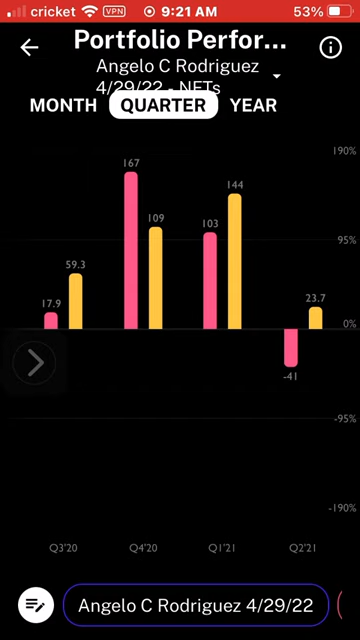 cricket VPN 9:21 AM 53%
Portfolio Perfor...
Angelo C Rodriguez
4/29/22 - NFTs
MONTH QUARTER YEAR
190%
167
144
109
103
95%
59.3
17.9
23.7
0%
-41
-95%
-190%
Q3'20 Q4'20 Q1'21 Q2'21
Angelo C Rodriguez 4/29/22